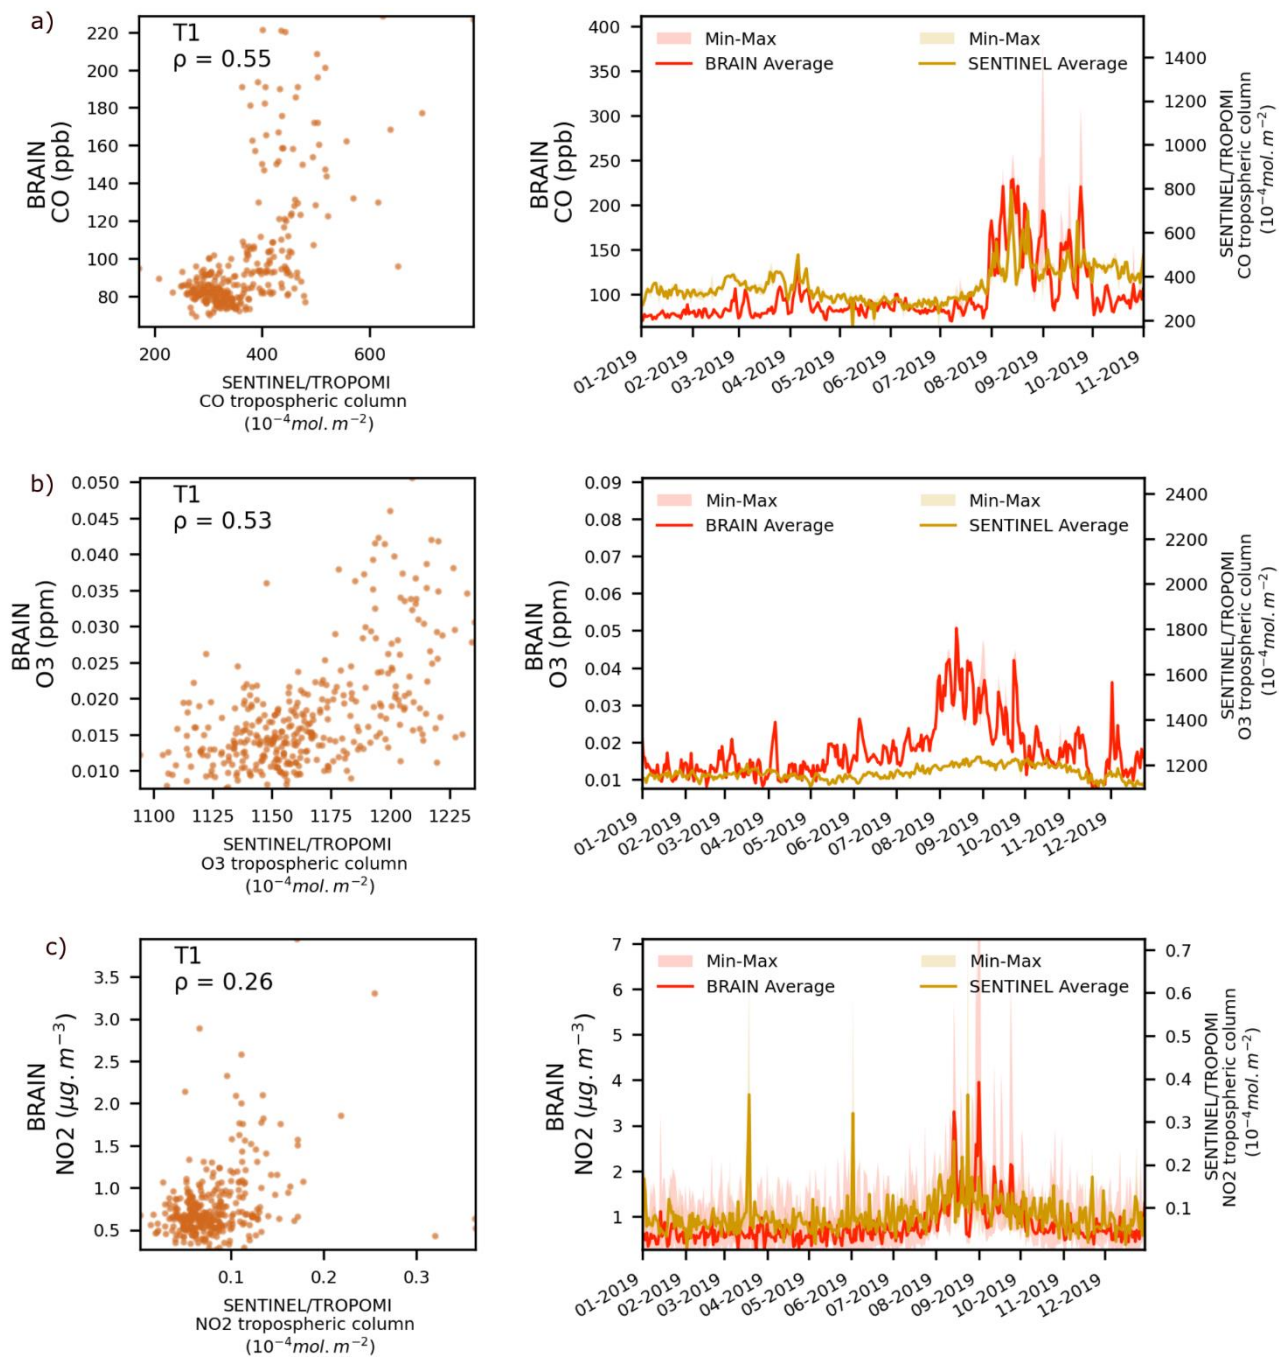 a)
T1
ρ = 0.55
BRAIN
CO (ppb)
220
200
180
160
140
120
100
80
200 400 600
SENTINEL/TROPOMI
CO tropospheric column
(10⁻⁴mol.m⁻²)
Min-Max
BRAIN Average
Min-Max
SENTINEL Average
BRAIN
CO (ppb)
400
350
300
250
200
150
100
1400
1200
1000
800
600
400
200
SENTINEL/TROPOMI
CO tropospheric column
(10⁻⁴mol.m⁻²)
01-2019 02-2019 03-2019 04-2019 05-2019 06-2019 07-2019 08-2019 09-2019 10-2019 11-2019
b)
T1
ρ = 0.53
BRAIN
O3 (ppm)
0.050
0.045
0.040
0.035
0.030
0.025
0.020
0.015
0.010
1100 1125 1150 1175 1200 1225
SENTINEL/TROPOMI
O3 tropospheric column
(10⁻⁴mol.m⁻²)
Min-Max
BRAIN Average
Min-Max
SENTINEL Average
BRAIN
O3 (ppm)
0.09
0.08
0.07
0.06
0.05
0.04
0.03
0.02
0.01
2400
2200
2000
1800
1600
1400
1200
SENTINEL/TROPOMI
O3 tropospheric column
(10⁻⁴mol.m⁻²)
01-2019 02-2019 03-2019 04-2019 05-2019 06-2019 07-2019 08-2019 09-2019 10-2019 11-2019 12-2019
c)
T1
ρ = 0.26
BRAIN
NO2 (μg.m⁻³)
3.5
3.0
2.5
2.0
1.5
1.0
0.5
0.1 0.2 0.3
SENTINEL/TROPOMI
NO2 tropospheric column
(10⁻⁴mol.m⁻²)
Min-Max
BRAIN Average
Min-Max
SENTINEL Average
BRAIN
NO2 (μg.m⁻³)
7
6
5
4
3
2
1
0.7
0.6
0.5
0.4
0.3
0.2
0.1
SENTINEL/TROPOMI
NO2 tropospheric column
(10⁻⁴mol.m⁻²)
01-2019 02-2019 03-2019 04-2019 05-2019 06-2019 07-2019 08-2019 09-2019 10-2019 11-2019 12-2019